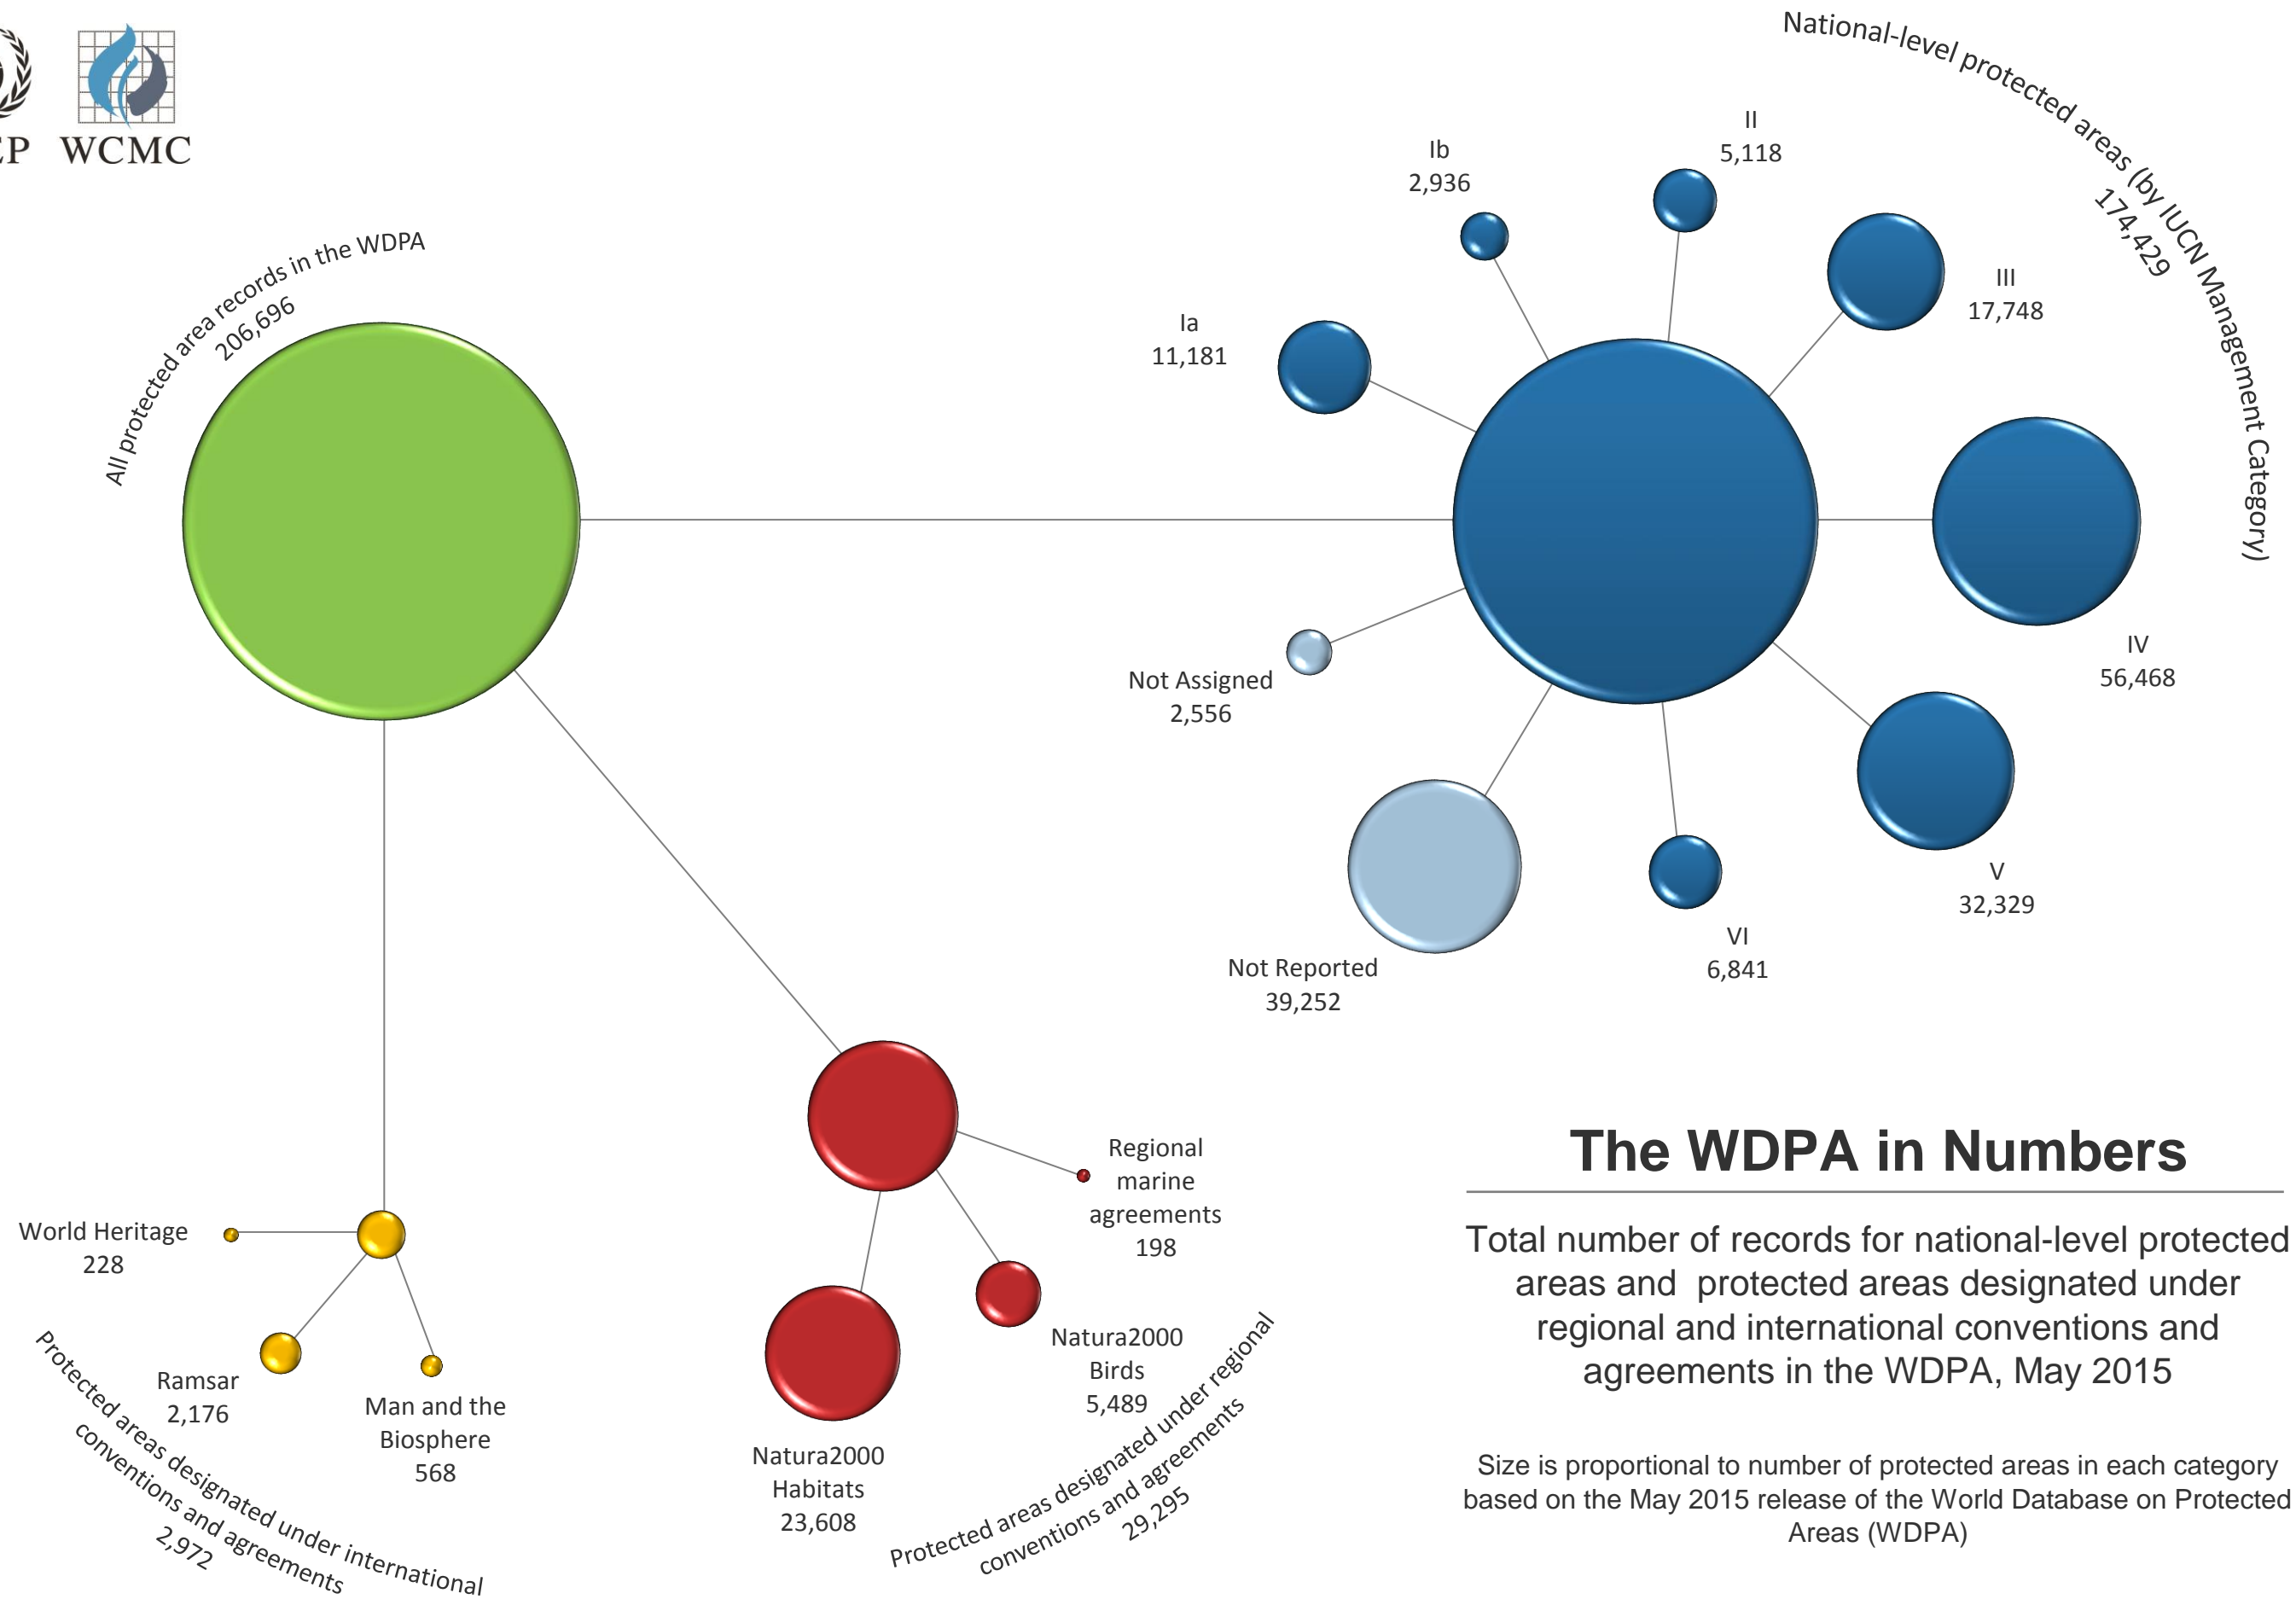 WCMC
All protected area records in the WDPA
206,696
National-level protected areas (by IUCN Management Category)
174,429
Ia
11,181
Ib
2,936
II
5,118
III
17,748
IV
56,468
V
32,329
VI
6,841
Not Reported
39,252
Not Assigned
2,556
World Heritage
228
Ramsar
2,176
Man and the
Biosphere
568
Protected areas designated under international
conventions and agreements
2,972
Regional
marine
agreements
198
Natura2000
Birds
5,489
Natura2000
Habitats
23,608
Protected areas designated under regional
conventions and agreements
29,295
The WDPA in Numbers
Total number of records for national-level protected
areas and protected areas designated under
regional and international conventions and
agreements in the WDPA, May 2015
Size is proportional to number of protected areas in each category
based on the May 2015 release of the World Database on Protected
Areas (WDPA)